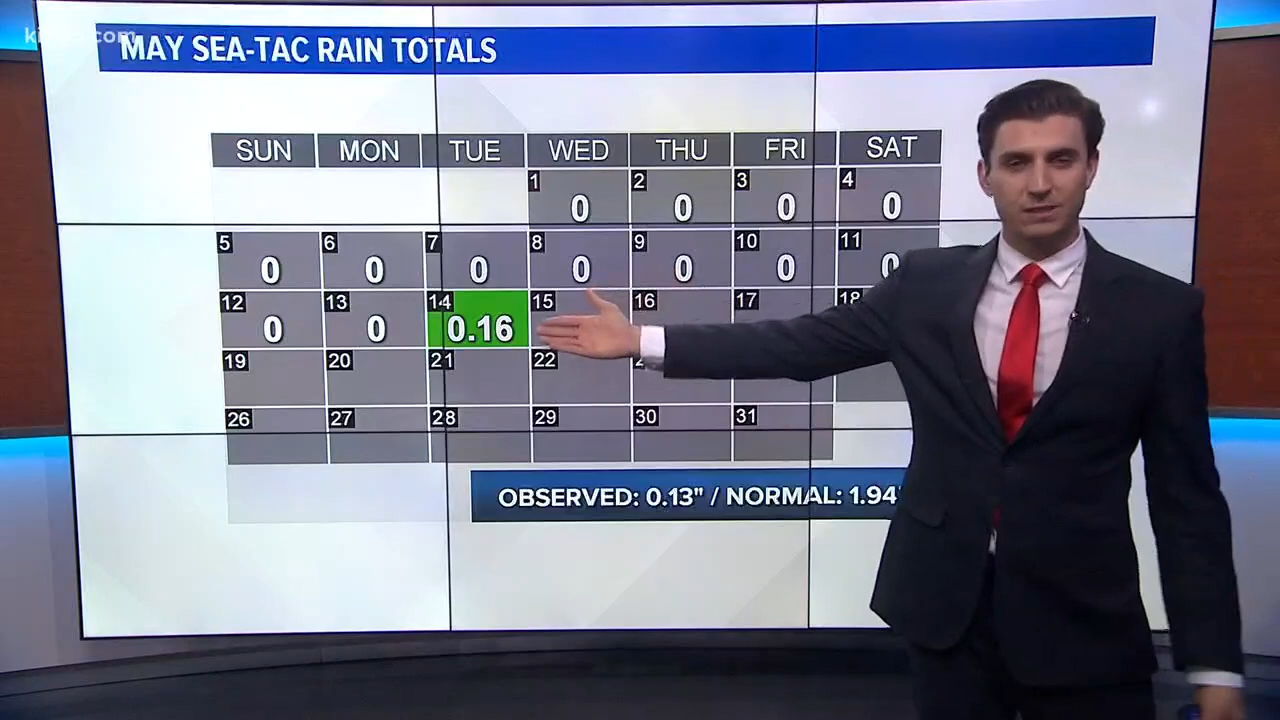 MAY SEA-TAC RAIN TOTALS
SUN MON TUE WED THU FRI SAT
1 2 3 4
0 0 0 0
5 6 7 8 9 10 11
0 0 0 0 0 0 0
12 13 14 15 16 17 18
0 0 0.16
19 20 21 22
26 27 28 29 30 31
OBSERVED: 0.13" / NORMAL: 1.94"